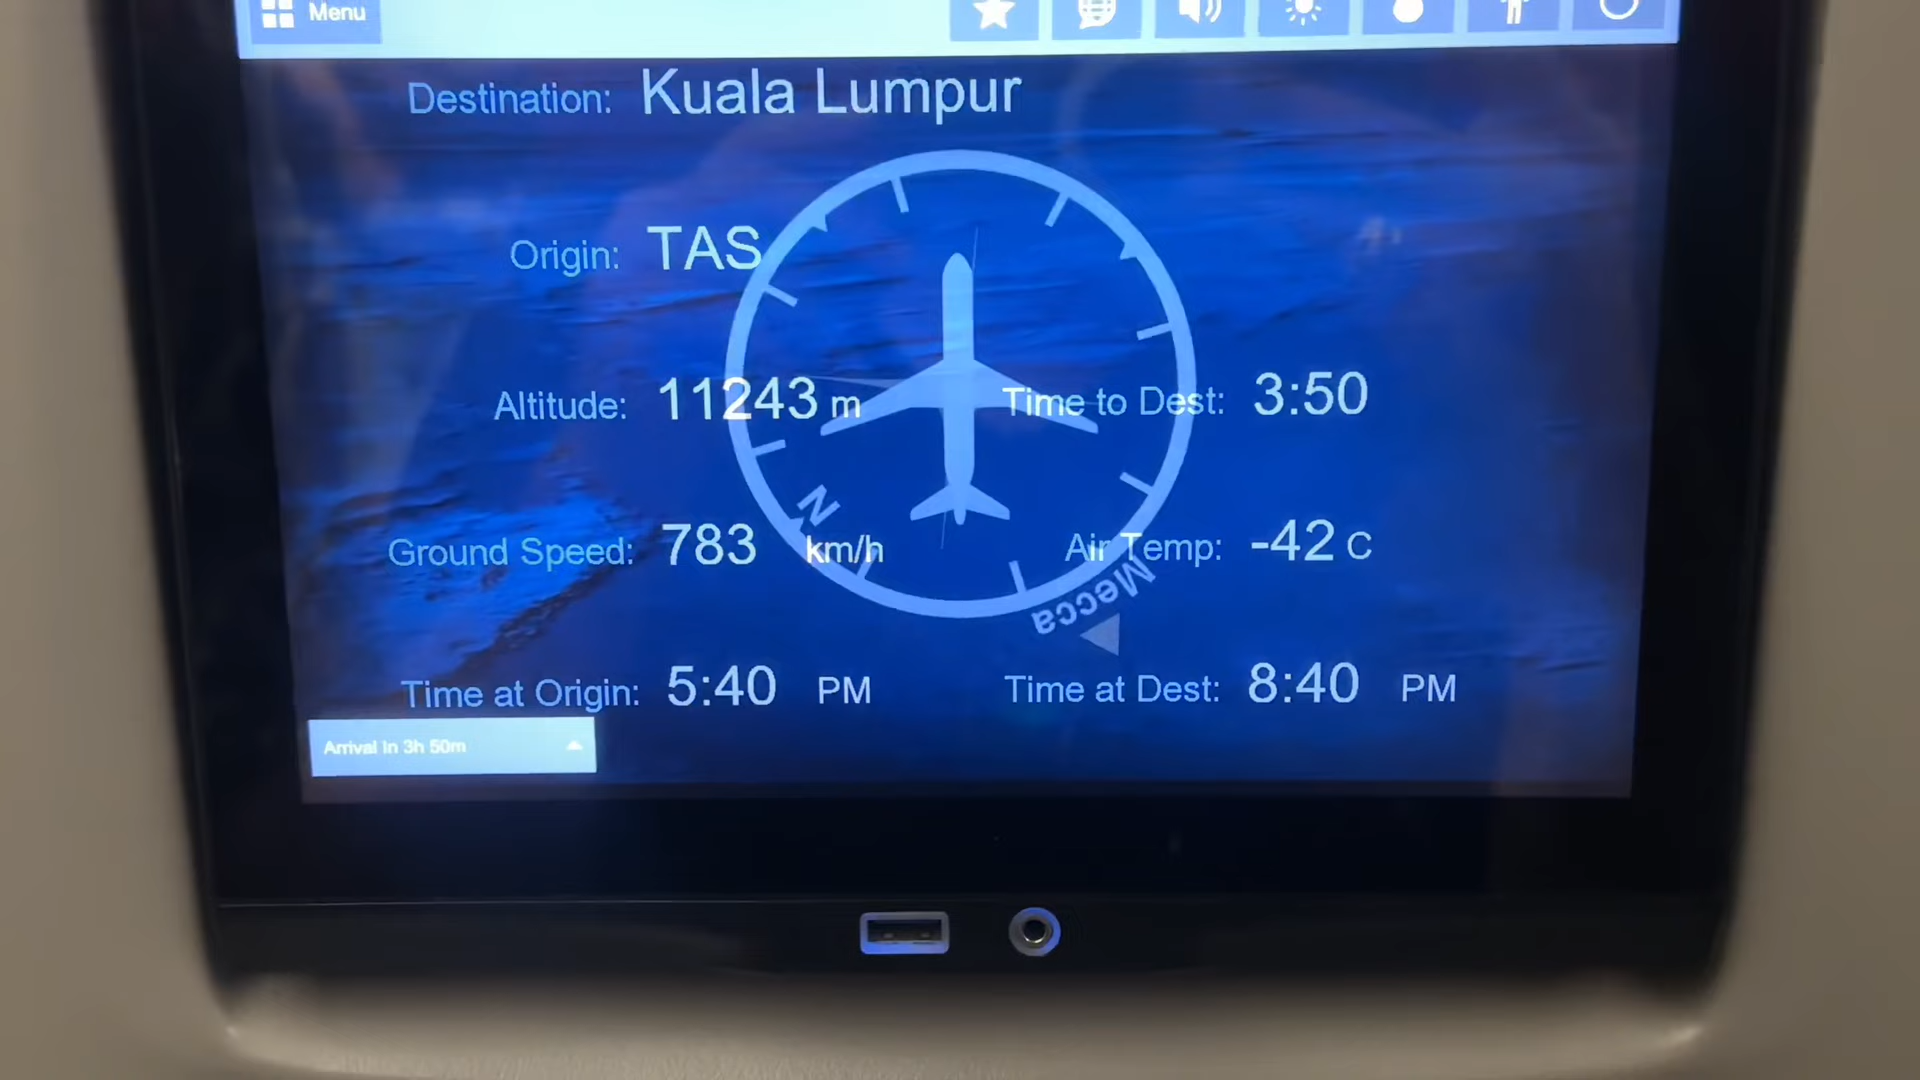 Menu
Destination: Kuala Lumpur
Origin: TAS
Altitude: 11243 m
Time to Dest: 3:50
Ground Speed: 783 km/h
Air Temp: -42 C
N
Mecca
Time at Origin: 5:40 PM
Time at Dest: 8:40 PM
Arrival in 3h 50m